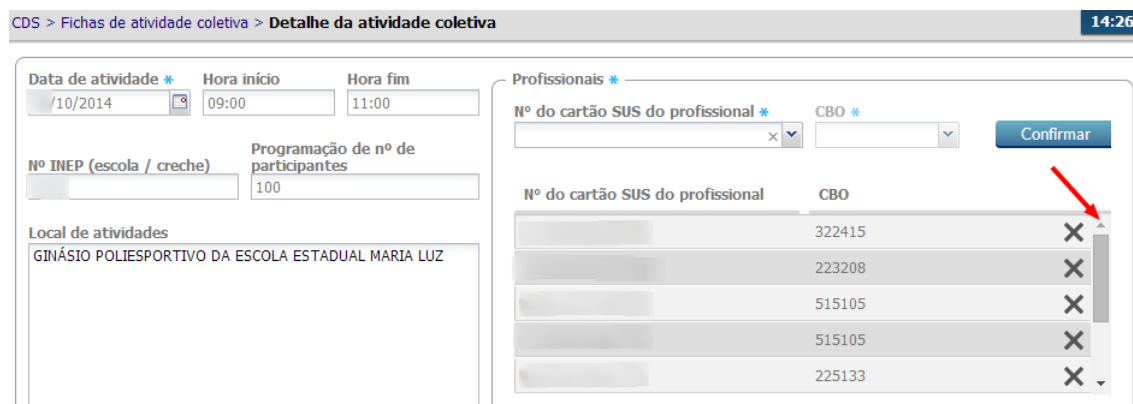 CDS > Fichas de atividade coletiva > Detalhe da atividade coletiva
14:26
Data de atividade * Hora início Hora fim
/10/2014 09:00 11:00
Nº INEP (escola / creche) Programação de nº de participantes
100
Local de atividades
GINÁSIO POLIESPORTIVO DA ESCOLA ESTADUAL MARIA LUZ
Profissionais *
Nº do cartão SUS do profissional * CBO *
Confirmar
Nº do cartão SUS do profissional CBO
322415
223208
515105
515105
225133